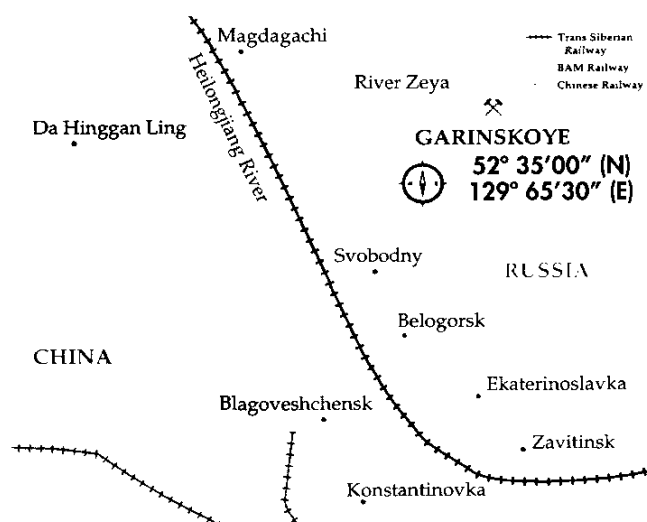 Magdagachi
Trans Siberian
Railway
BAM Railway
Chinese Railway
River Zeya
Heilongjiang River
Da Hinggan Ling
GARINSKOYE
52° 35'00" (N)
129° 65'30" (E)
Svobodny
RUSSIA
Belogorsk
CHINA
Ekaterinoslavka
Blagoveshchensk
Zavitinsk
Konstantinovka